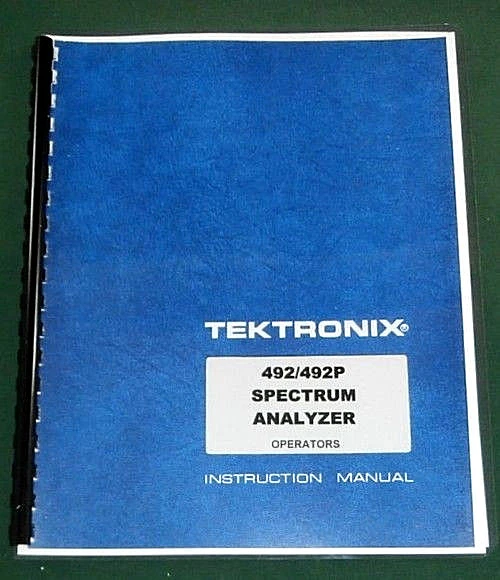 TEKTRONIX®
492/492P
SPECTRUM
ANALYZER
OPERATORS
INSTRUCTION MANUAL